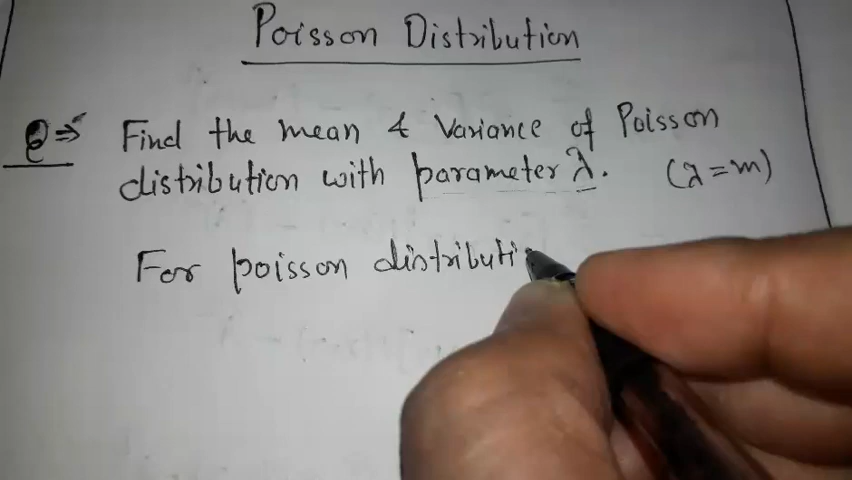 Poisson Distribution
Q⇒ Find the mean & Variance of Poisson
distribution with parameter λ. (λ=m)
For poisson distributi